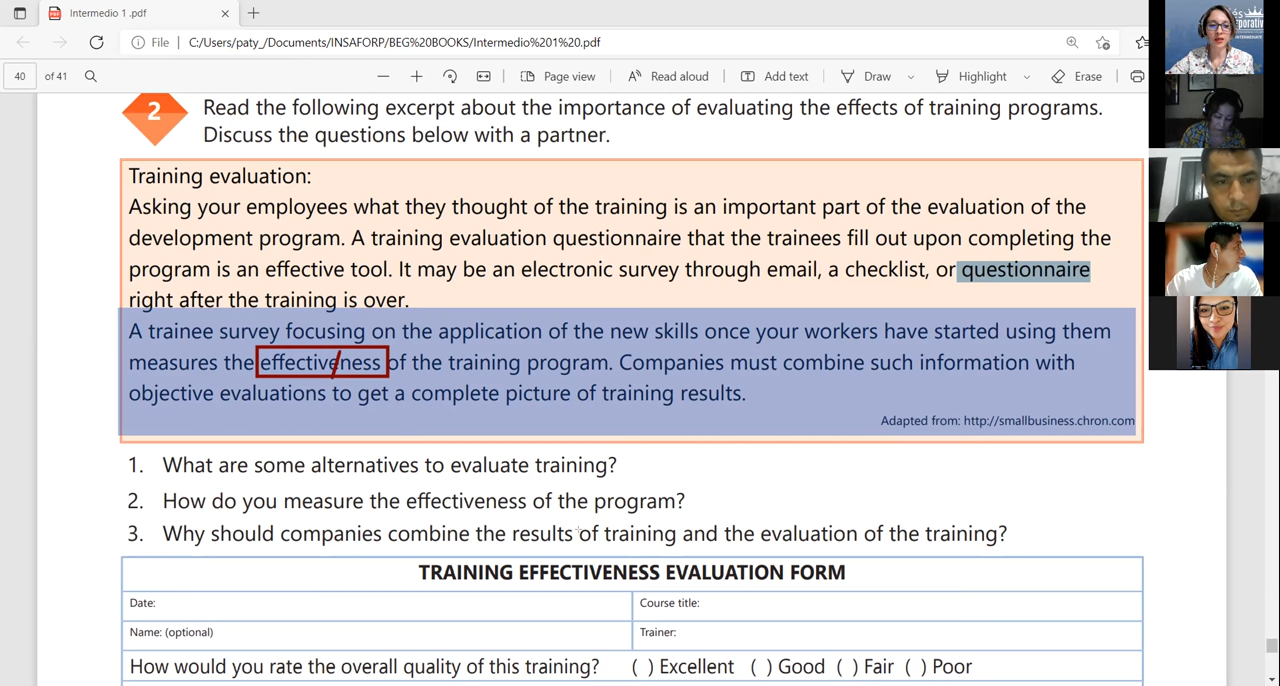 Intermedio 1 .pdf
File
C:/Users/paty_/Documents/INSAFORP/BEG%20BOOKS/Intermedio%201%20.pdf
40 of 41
Page view
Read aloud
Add text
Draw
Highlight
Erase
2
Read the following excerpt about the importance of evaluating the effects of training programs.
Discuss the questions below with a partner.
Training evaluation:
Asking your employees what they thought of the training is an important part of the evaluation of the
development program. A training evaluation questionnaire that the trainees fill out upon completing the
program is an effective tool. It may be an electronic survey through email, a checklist, or questionnaire
right after the training is over.
A trainee survey focusing on the application of the new skills once your workers have started using them
measures the effectiveness of the training program. Companies must combine such information with
objective evaluations to get a complete picture of training results.
Adapted from: http://smallbusiness.chron.com
1. What are some alternatives to evaluate training?
2. How do you measure the effectiveness of the program?
3. Why should companies combine the results of training and the evaluation of the training?
TRAINING EFFECTIVENESS EVALUATION FORM
Date:
Course title:
Name: (optional)
Trainer:
How would you rate the overall quality of this training? ( ) Excellent ( ) Good ( ) Fair ( ) Poor